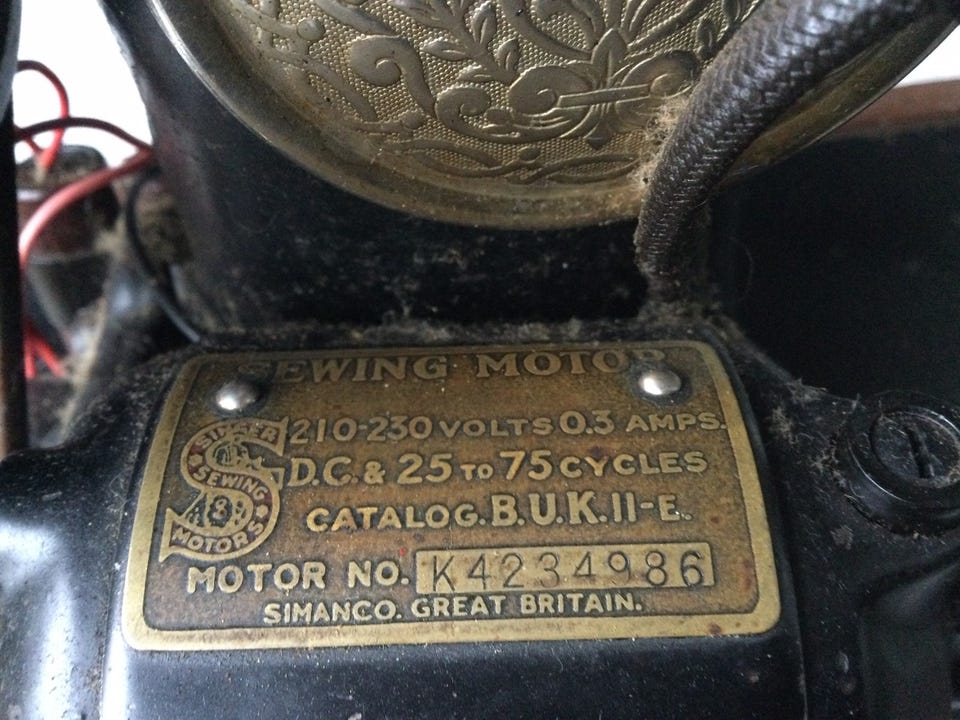 SEWING MOTOR
210-230 VOLTS 0.3 AMPS.
D.C. & 25 TO 75 CYCLES
CATALOG. B.U.K. 11-E.
MOTOR NO. K4234986
SIMANCO. GREAT BRITAIN.
SINGER
SEWING
MOTORS